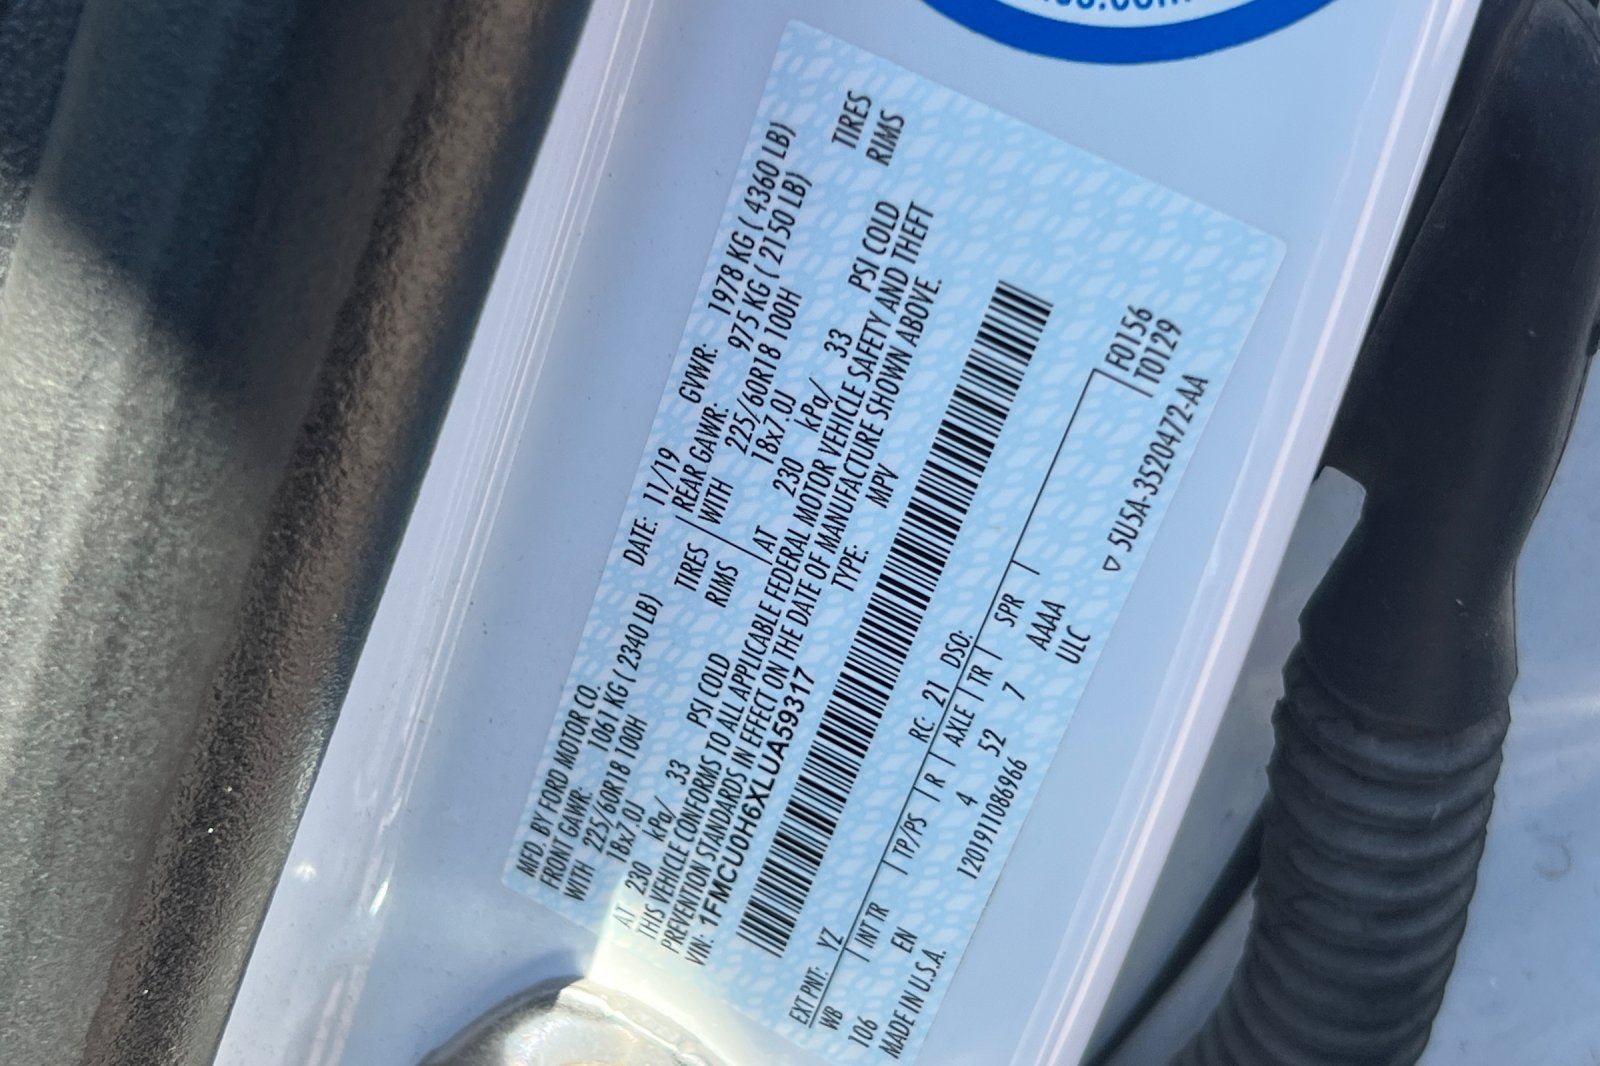 MFD. BY FORD MOTOR CO.
DATE: 11/19 GVWR: 1978 KG ( 4360 LB)
FRONT GAWR: 1061 KG ( 2340 LB)
REAR GAWR: 975 KG ( 2150 LB)
WITH 225/60R18 100H TIRES
WITH 225/60R18 100H TIRES
18x7.0J RIMS
18x7.0J RIMS
AT 230 kPa/ 33 PSI COLD
AT 230 kPa/ 33 PSI COLD
THIS VEHICLE CONFORMS TO ALL APPLICABLE FEDERAL MOTOR VEHICLE SAFETY AND THEFT
PREVENTION STANDARDS IN EFFECT ON THE DATE OF MANUFACTURE SHOWN ABOVE.
VIN: 1FMCU0H6XLUA59317 TYPE: MPV
EXT PNT: YZ RC: 21 DSO:
WB INT TR TP/PS R AXLE TR SPR F0156
106 EN 4 52 7 AAAA T0129
MADE IN U.S.A. 120191108696​6 ULC
▽ 5U5A-3520472-AA